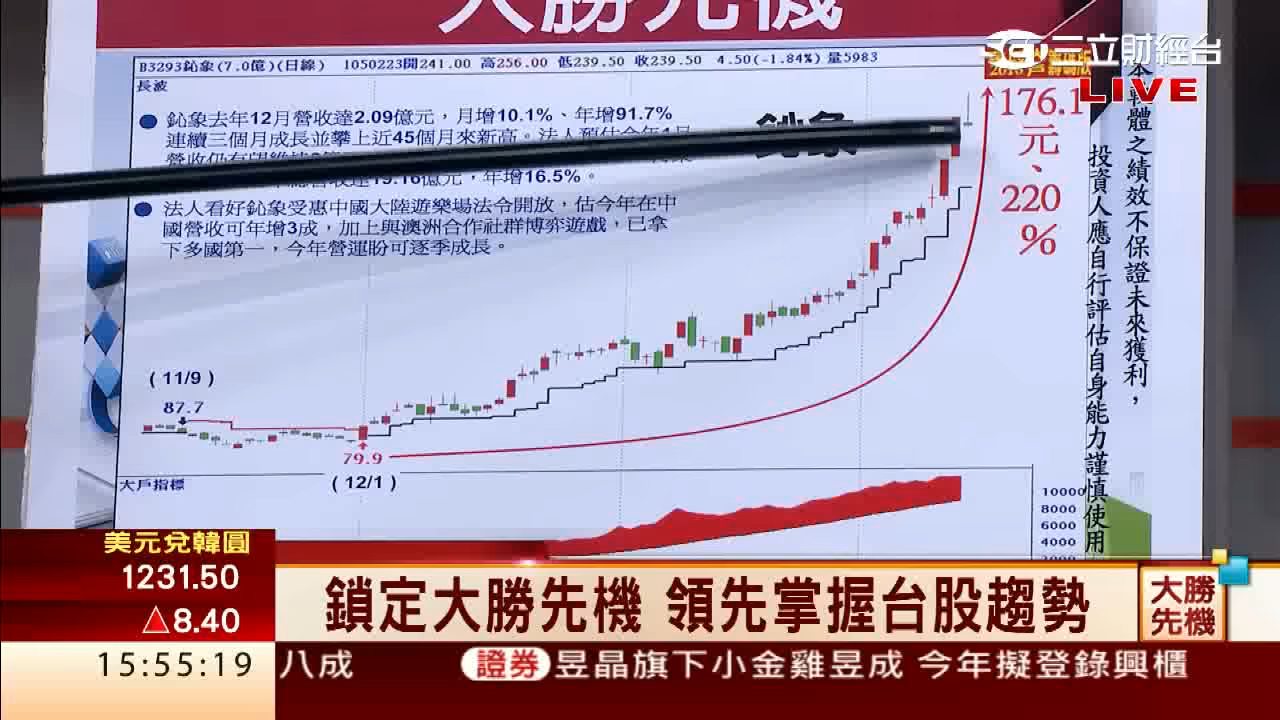 大勝先機
B3293鈊象(7.0億)(日線) 1050223開241.00 高256.00 低239.50 收239.50 4.50(-1.84%) 量5983
長波
三立財經台
LIVE
● 鈊象去年12月營收達2.09億元，月增10.1%、年增91.7%
連續三個月成長並攀上近45個月來新高。法人預估今年1月
19.16億元，年增16.5%。
● 法人看好鈊象受惠中國大陸遊樂場法令開放，估今年在中
國營收可年增3成，加上與澳洲合作社群博弈遊戲，已拿
下多國第一，今年營運盼可逐季成長。
鈊象
176.1
元、
220
%
本軟體之績效不保證未來獲利，
投資人應自行評估自身能力謹慎使用
(11/9)
87.7
79.9
(12/1)
大戶指標
10000
8000
6000
4000
美元兌韓圓
1231.50
△8.40
鎖定大勝先機 領先掌握台股趨勢
大勝
先機
15:55:19
八成 證券 昱晶旗下小金雞昱成 今年擬登錄興櫃